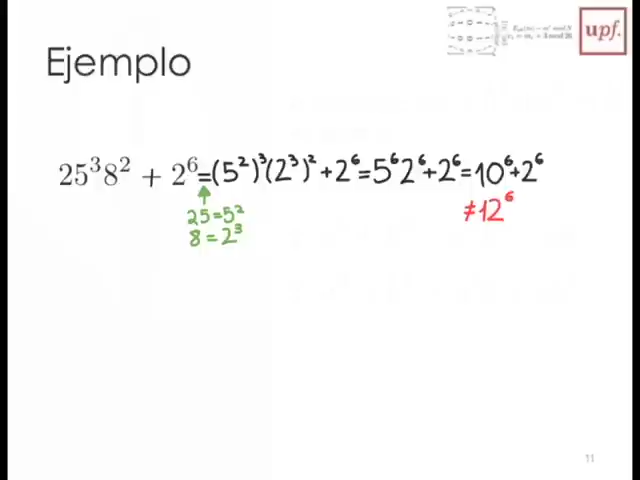 upf.
Ejemplo
25³8² + 2⁶ = (5²)³(2³)² + 2⁶ = 5⁶2⁶ + 2⁶ = 10⁶ + 2⁶
≠ 12⁶
25 = 5²
8 = 2³
11